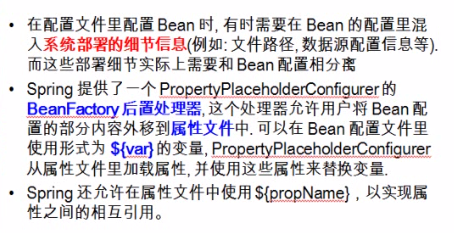 • 在配置文件里配置 Bean 时, 有时需要在 Bean 的配置里混
入系统部署的细节信息(例如: 文件路径, 数据源配置信息等).
而这些部署细节实际上需要和 Bean 配置相分离
• Spring 提供了一个 PropertyPlaceholderConfigurer 的
BeanFactory 后置处理器, 这个处理器允许用户将 Bean 配
置的部分内容外移到属性文件中. 可以在 Bean 配置文件里
使用形式为 ${var} 的变量, PropertyPlaceholderConfigurer
从属性文件里加载属性, 并使用这些属性来替换变量.
• Spring 还允许在属性文件中使用 ${propName}，以实现属
性之间的相互引用。